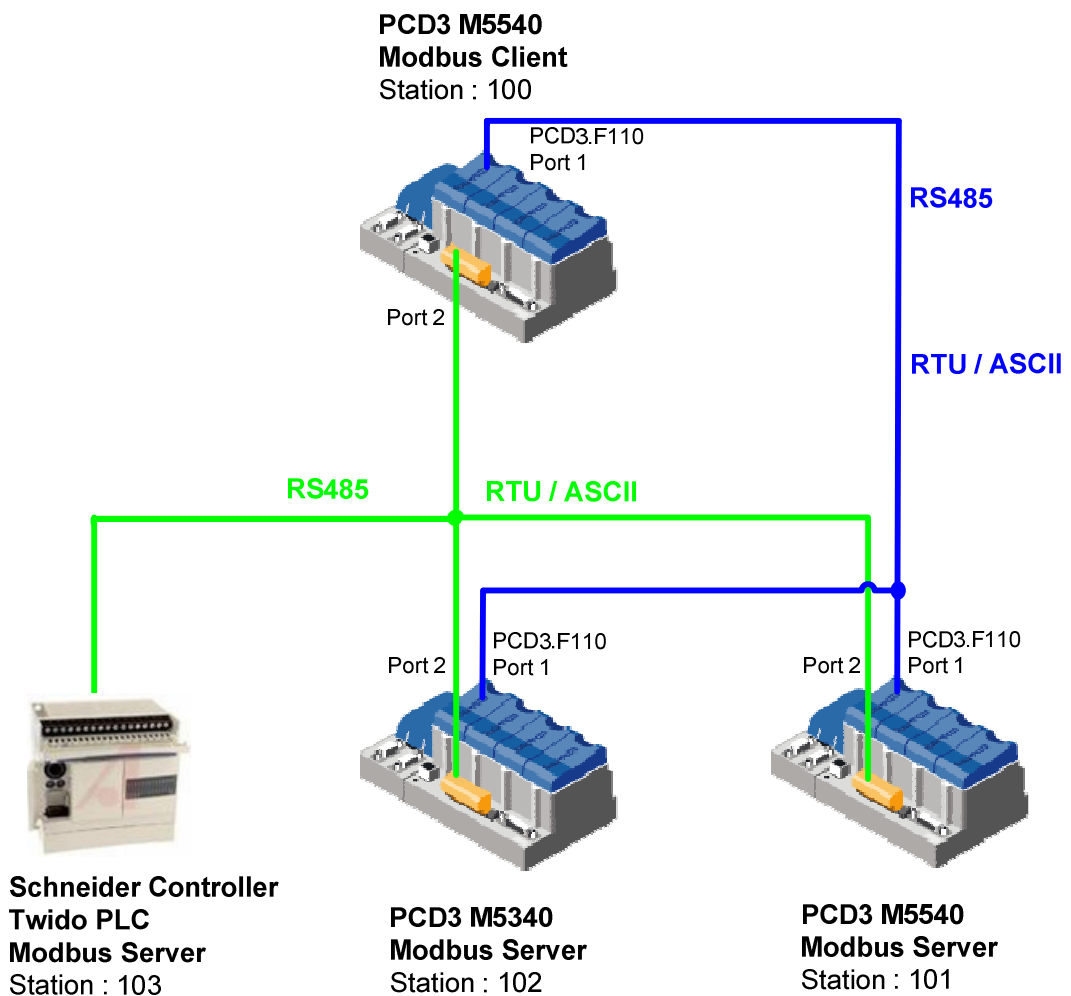 PCD3 M5540
Modbus Client
Station : 100
PCD3.F110
Port 1
RS485
Port 2
RTU / ASCII
RS485
RTU / ASCII
PCD3.F110
Port 1
Port 2
PCD3.F110
Port 1
Port 2
Schneider Controller
Twido PLC
Modbus Server
Station : 103
PCD3 M5340
Modbus Server
Station : 102
PCD3 M5540
Modbus Server
Station : 101